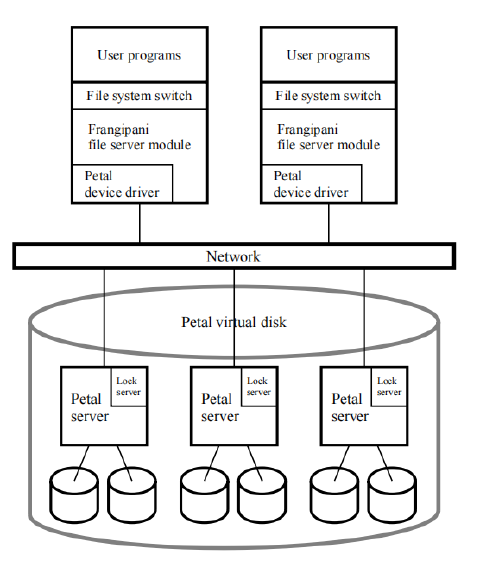 User programs
User programs
File system switch
File system switch
Frangipani
file server module
Frangipani
file server module
Petal
device driver
Petal
device driver
Network
Petal virtual disk
Lock
server
Petal
server
Lock
server
Petal
server
Lock
server
Petal
server